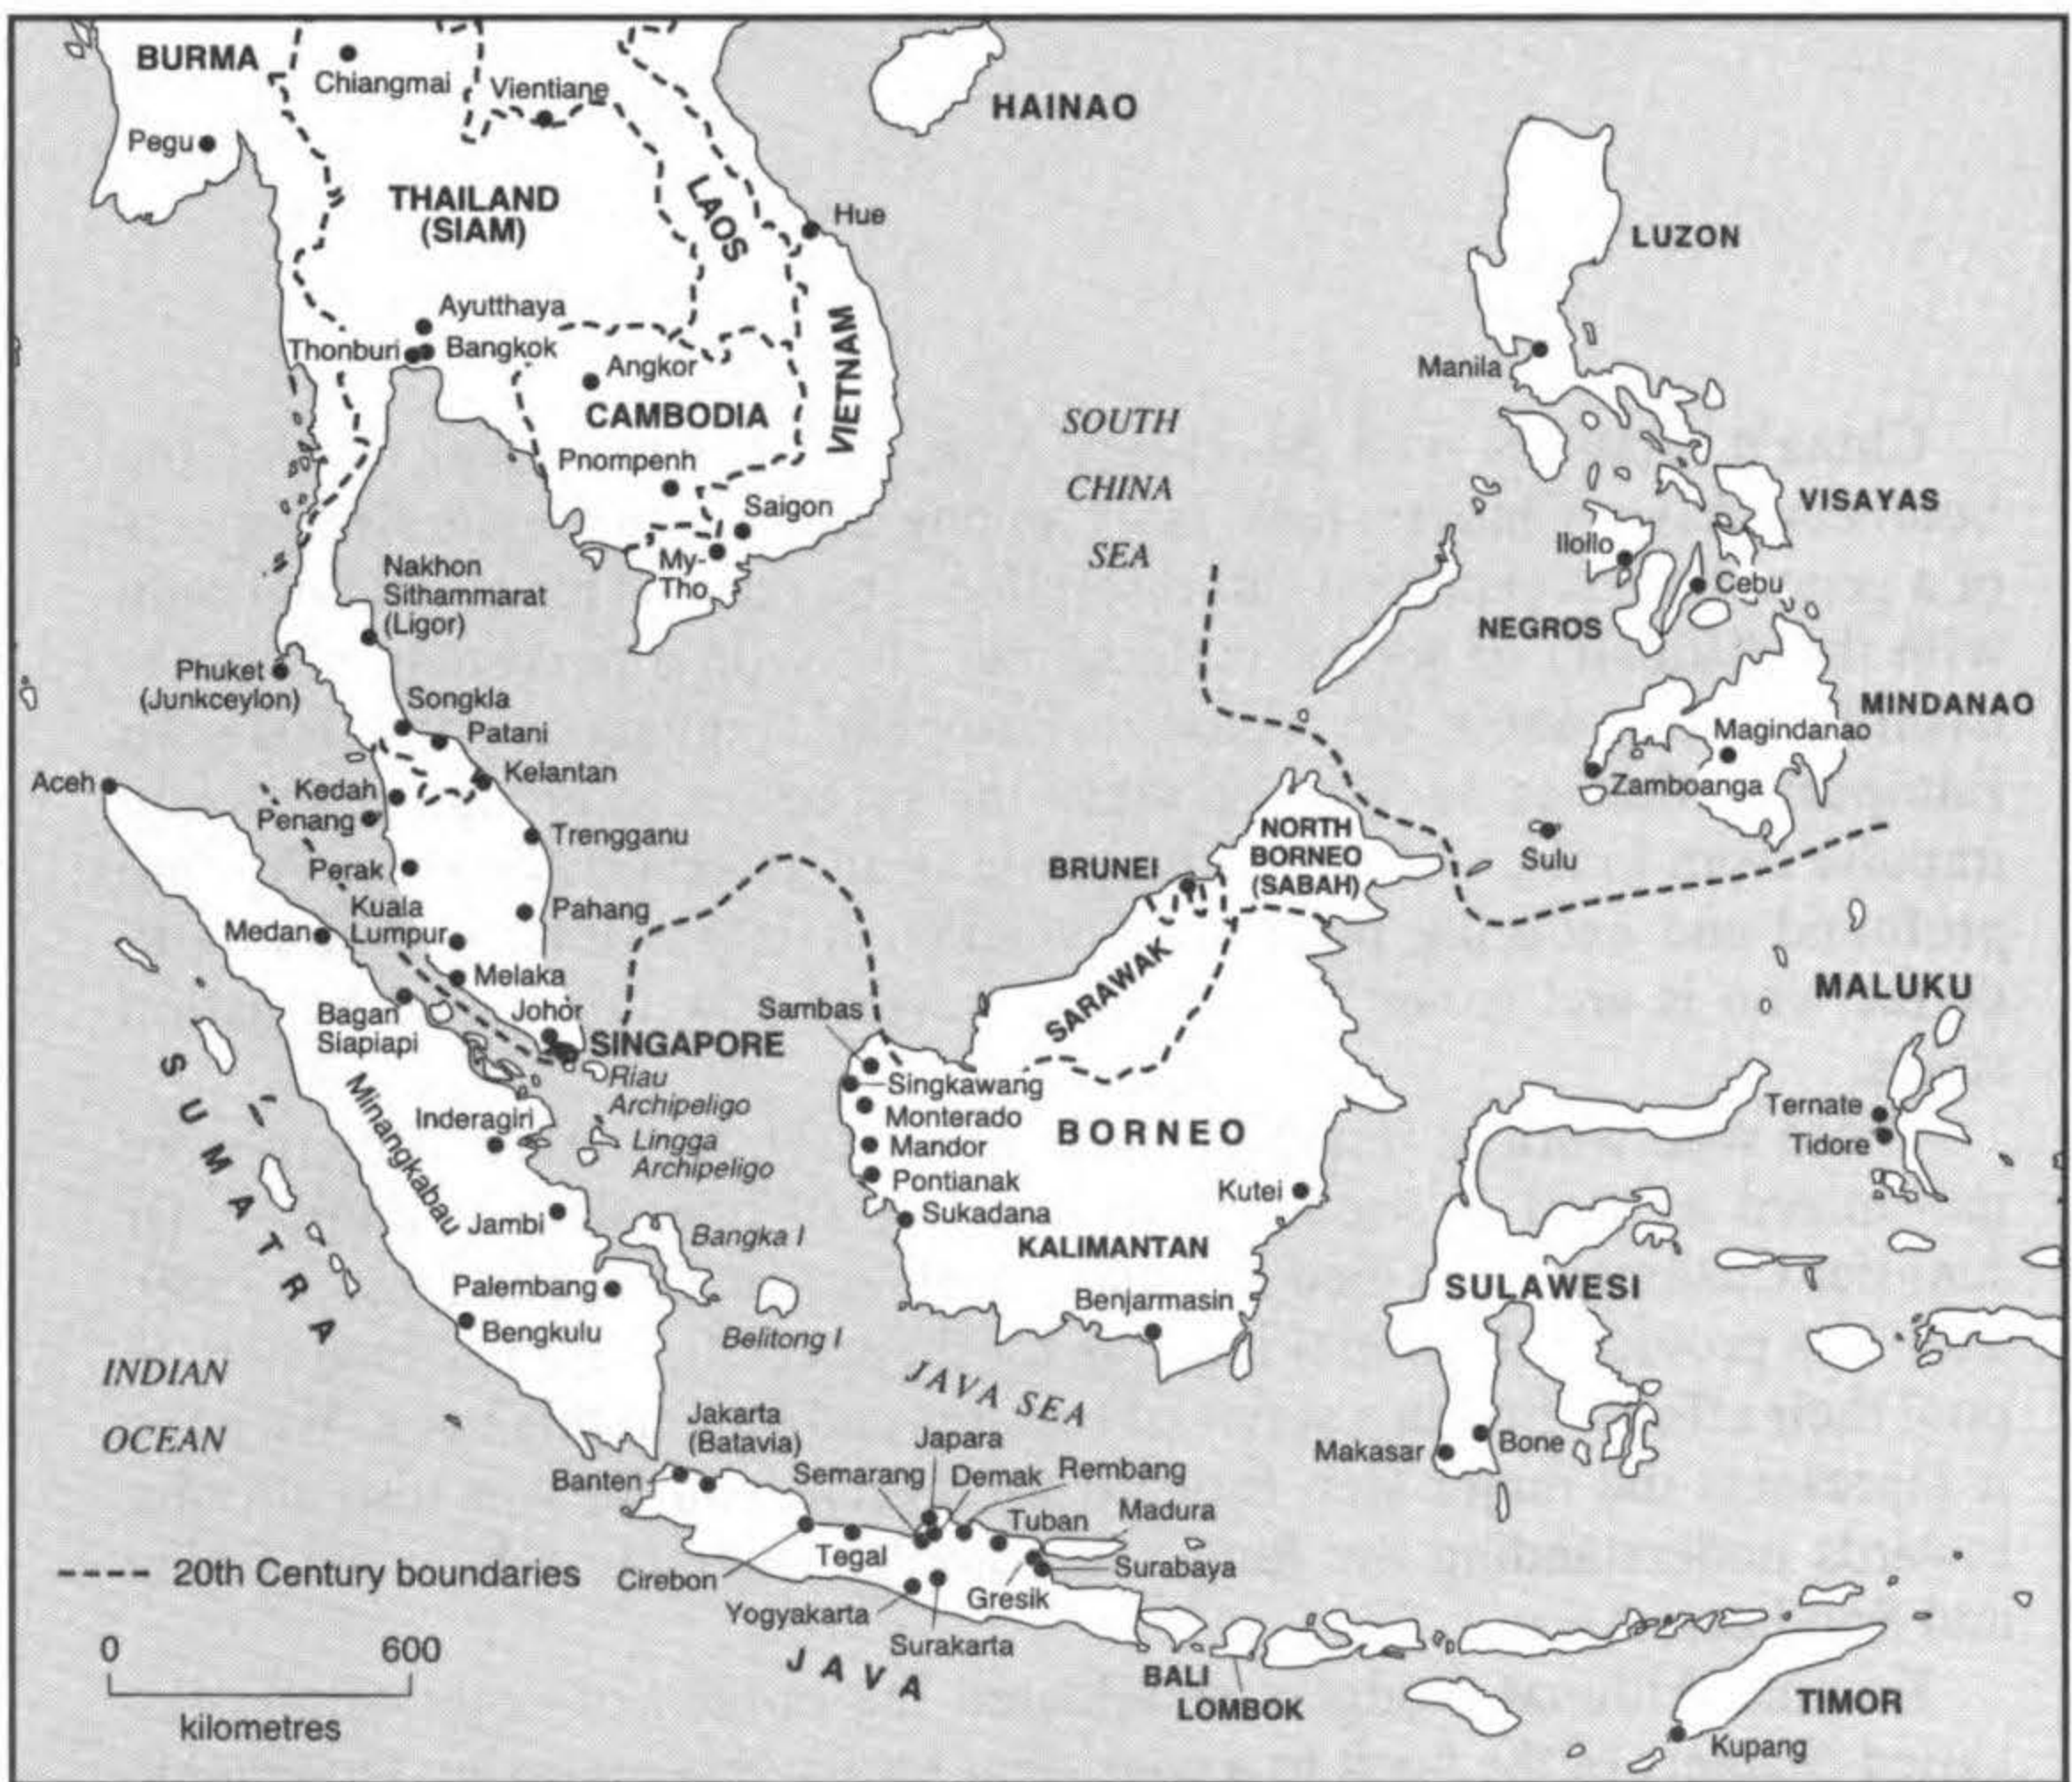 BURMA
Chiangmai
Vientiane
HAINAO
Pegu
THAILAND
(SIAM)
LAOS
Hue
LUZON
Ayutthaya
Thonburi
Bangkok
Angkor
VIETNAM
Manila
CAMBODIA
SOUTH
CHINA
SEA
Pnompenh
Saigon
VISAYAS
My-
Tho
Ilollo
Cebu
Nakhon
Sithammarat
(Ligor)
NEGROS
Phuket
(Junkceylon)
Songkla
Patani
MINDANAO
Magindanao
Aceh
Kedah
Kelantan
Zamboanga
Penang
Trengganu
NORTH
BORNEO
(SABAH)
Sulu
Perak
BRUNEI
Kuala
Lumpur
Pahang
Medan
SARAWAK
Melaka
MALUKU
Bagan
Siapiapi
Johor
Sambas
SINGAPORE
SUMATRA
Minangkabau
Riau
Archipeligo
Singkawang
Inderagiri
Monterado
BORNEO
Ternate
Tidore
Lingga
Archipeligo
Mandor
Pontianak
Kutei
Jambi
Sukadana
Bangka I
KALIMANTAN
Palembang
SULAWESI
Benjarmasin
Bengkulu
Belitong I
INDIAN
OCEAN
JAVA SEA
Jakarta
(Batavia)
Japara
Makasar
Bone
Banten
Semarang
Demak
Rembang
Tuban
Madura
Tegal
20th Century boundaries
Cirebon
Surabaya
Gresik
Yogyakarta
Surakarta
0 600
kilometres
JAVA
BALI
LOMBOK
TIMOR
Kupang